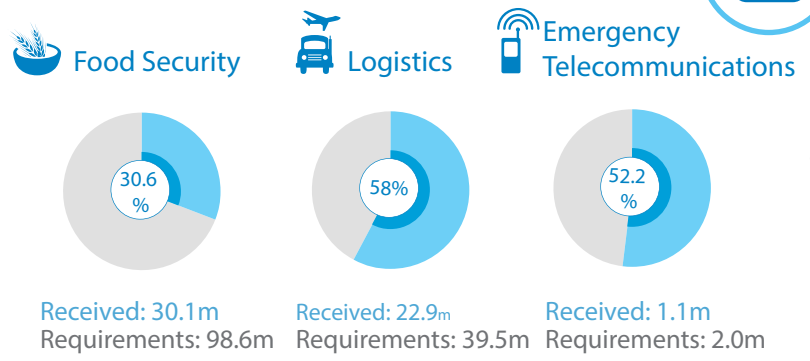 Food Security
Logistics
Emergency
Telecommunications
30.6
%
58%
52.2
%
Received: 30.1m
Requirements: 98.6m
Received: 22.9m
Requirements: 39.5m
Received: 1.1m
Requirements: 2.0m